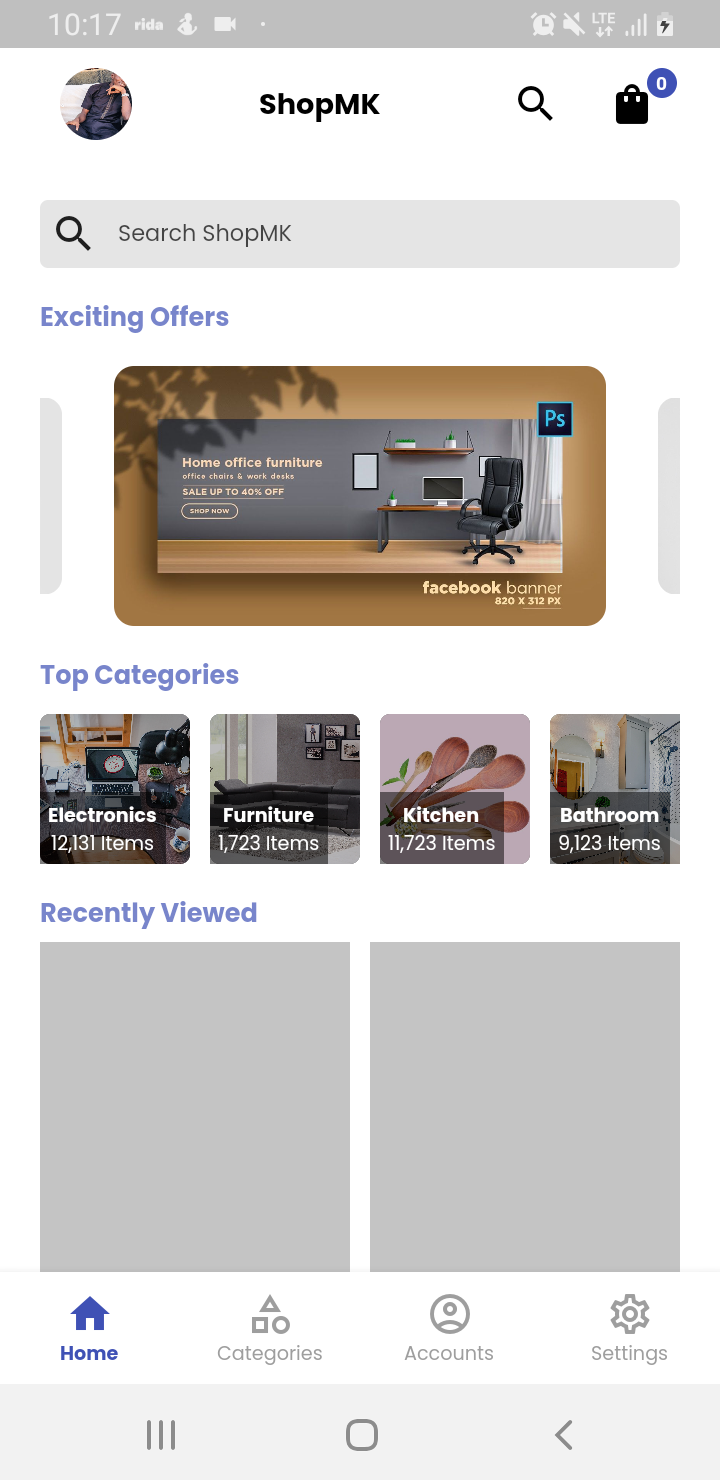 10:17 rida LTE
ShopMK
0
Search ShopMK
Exciting Offers
Ps
Home office furniture
office chairs & work desks
SALE UP TO 40% OFF
SHOP NOW
facebook banner
820 X 312 PX
Top Categories
Electronics
12,131 Items
Furniture
1,723 Items
Kitchen
11,723 Items
Bathroom
9,123 Items
Recently Viewed
Home Categories Accounts Settings